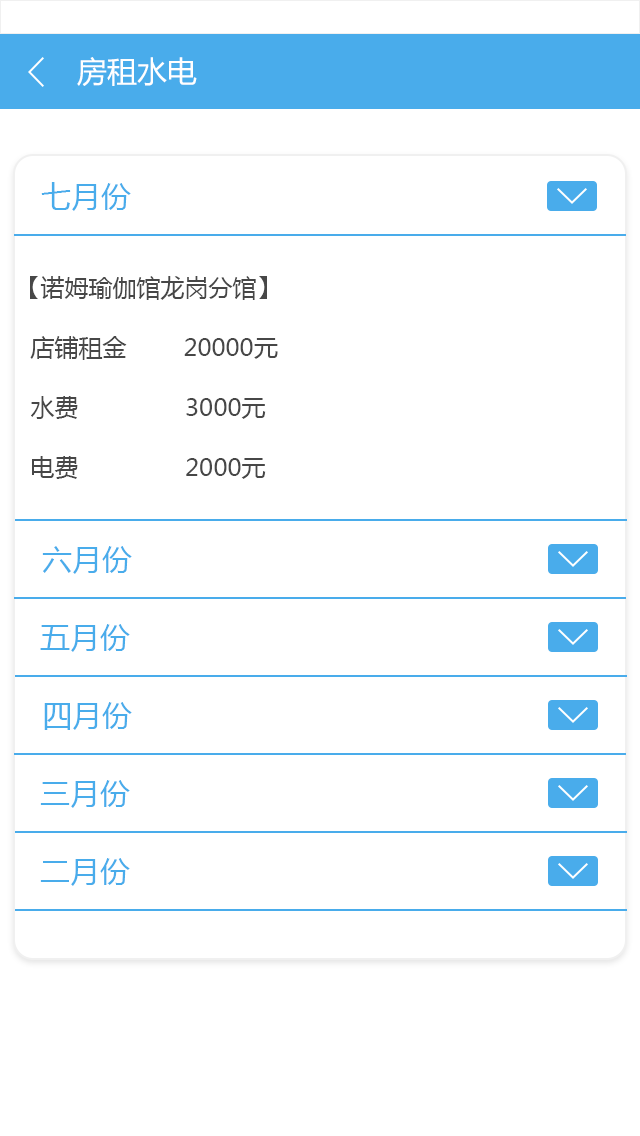 房租水电
七月份
【诺姆瑜伽馆龙岗分馆】
店铺租金 20000元
水费 3000元
电费 2000元
六月份
五月份
四月份
三月份
二月份